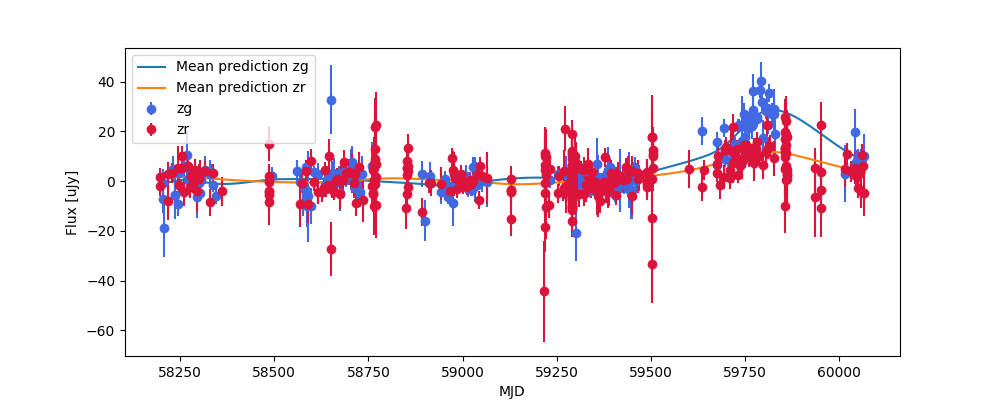 Mean prediction zg
Mean prediction zr
zg
zr
Flux [uJy]
40
20
0
−20
−40
−60
58250
58500
58750
59000
59250
59500
59750
60000
MJD